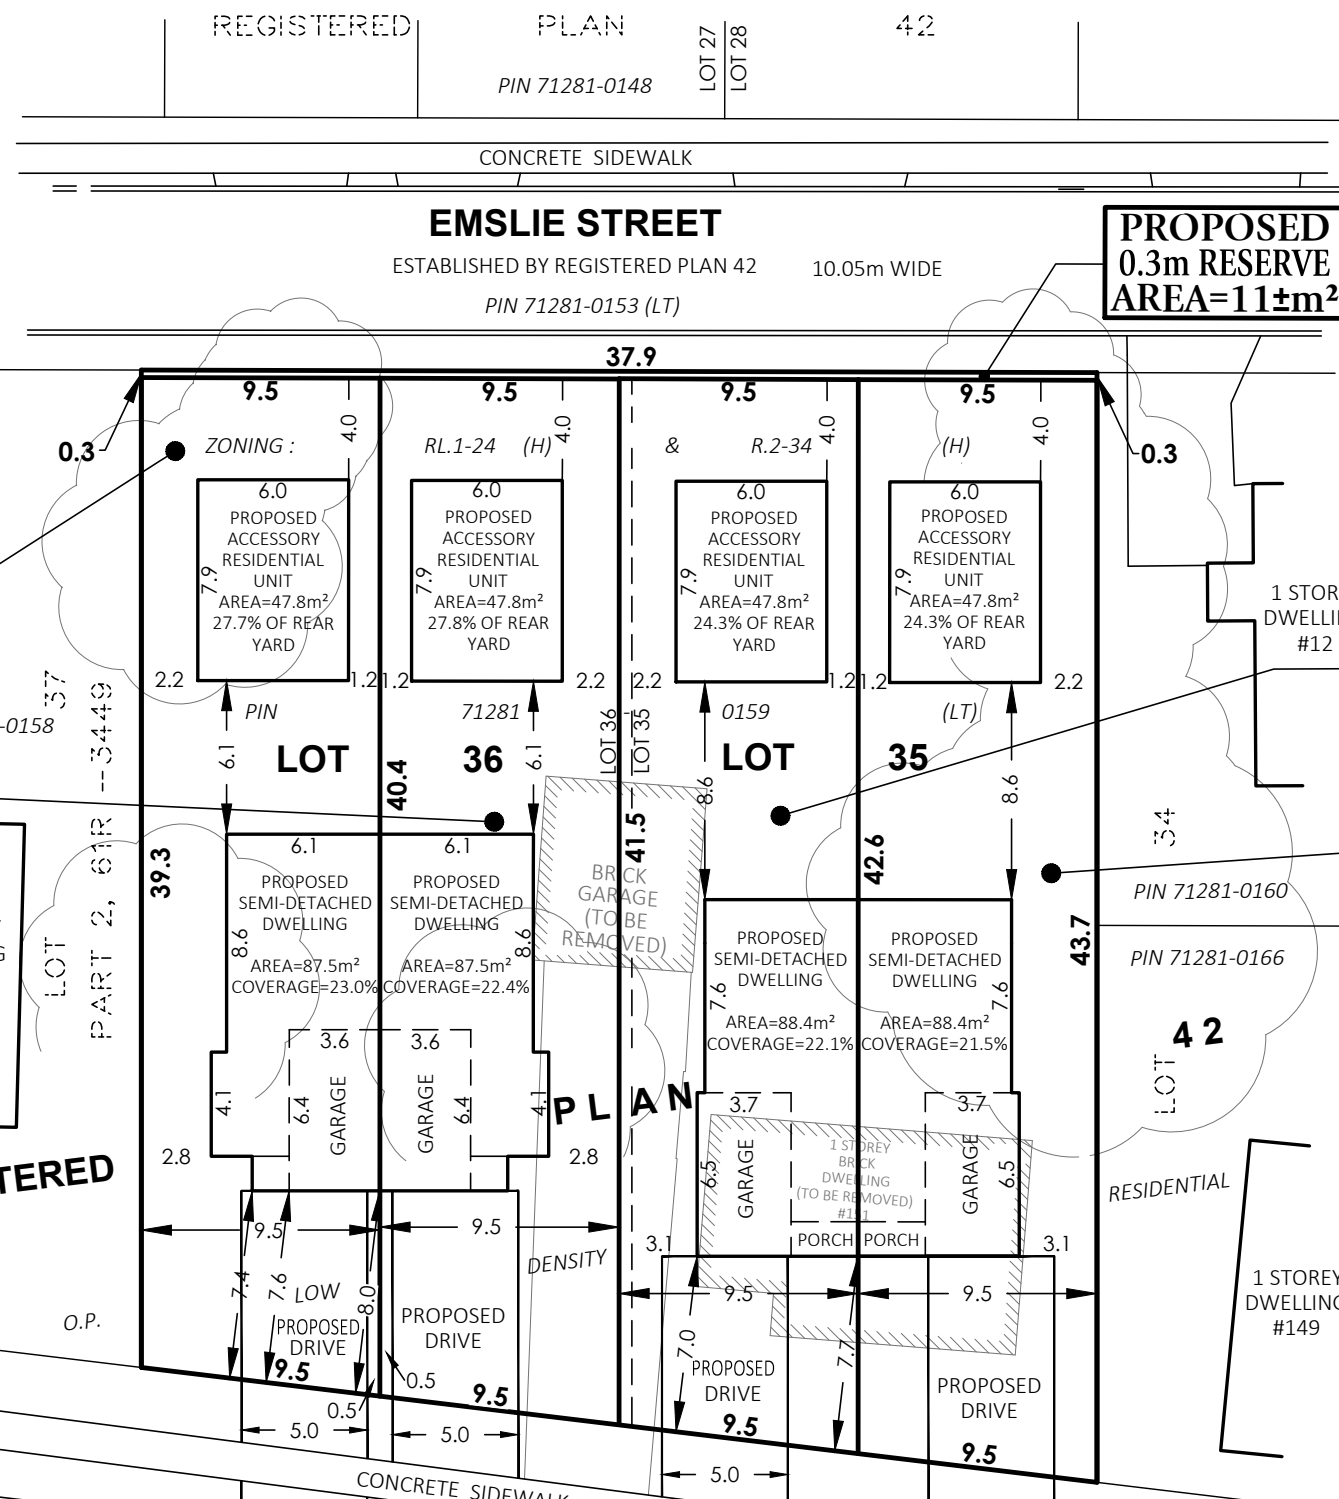 REGISTERED PLAN 42
LOT 27
LOT 28
PIN 71281-0148
CONCRETE SIDEWALK
EMSLIE STREET
ESTABLISHED BY REGISTERED PLAN 42 10.05m WIDE
PIN 71281-0153 (LT)
PROPOSED
0.3m RESERVE
AREA=11±m²
37.9
9.5 9.5 9.5 9.5
0.3 4.0 4.0 4.0 4.0 0.3
ZONING : RL.1-24 (H) & R.2-34 (H)
6.0 6.0 6.0 6.0
PROPOSED
ACCESSORY
RESIDENTIAL
UNIT
AREA=47.8m²
27.7% OF REAR
YARD
7.9
PROPOSED
ACCESSORY
RESIDENTIAL
UNIT
AREA=47.8m²
27.8% OF REAR
YARD
7.9
PROPOSED
ACCESSORY
RESIDENTIAL
UNIT
AREA=47.8m²
24.3% OF REAR
YARD
7.9
PROPOSED
ACCESSORY
RESIDENTIAL
UNIT
AREA=47.8m²
24.3% OF REAR
YARD
7.9
1 STOR
DWELLI
#12
2.2 1.2 1.2 2.2 2.2 1.2 1.2 2.2
PIN 71281 - 0159 (LT)
-0158
LOT 37
PART 2, 61R -3449
LOT 36
LOT 35
6.1 6.1 8.6 8.6
LOT 36 LOT 35
39.3
40.4
41.5
42.6
43.7
LOT 34
PIN 71281-0160
PIN 71281-0166
42
BRICK
GARAGE
(TO BE
REMOVED)
6.1 6.1
PROPOSED
SEMI-DETACHED
DWELLING
AREA=87.5m²
COVERAGE=23.0%
8.6
PROPOSED
SEMI-DETACHED
DWELLING
AREA=87.5m²
COVERAGE=22.4%
8.6
PROPOSED
SEMI-DETACHED
DWELLING
AREA=88.4m²
COVERAGE=22.1%
7.6
PROPOSED
SEMI-DETACHED
DWELLING
AREA=88.4m²
COVERAGE=21.5%
7.6
G
3.6 3.6
4.1 6.4 GARAGE GARAGE 6.4 4.1
PLAN
3.7 3.7
6.5 GARAGE GARAGE 6.5
1 STOREY
BRICK
DWELLING
(TO BE REMOVED)
PORCH PORCH
2.8 2.8
TERED
RESIDENTIAL
9.5 9.5
3.1 3.1
DENSITY
9.5 9.5
7.4 7.6 8.0
LOW
O.P.
PROPOSED
DRIVE
PROPOSED
DRIVE
7.0 7.7
PROPOSED
DRIVE
PROPOSED
DRIVE
1 STOREY
DWELLING
#149
9.5 9.5 9.5 9.5
0.5 0.5
5.0 5.0 5.0
CONCRETE SIDEWALK